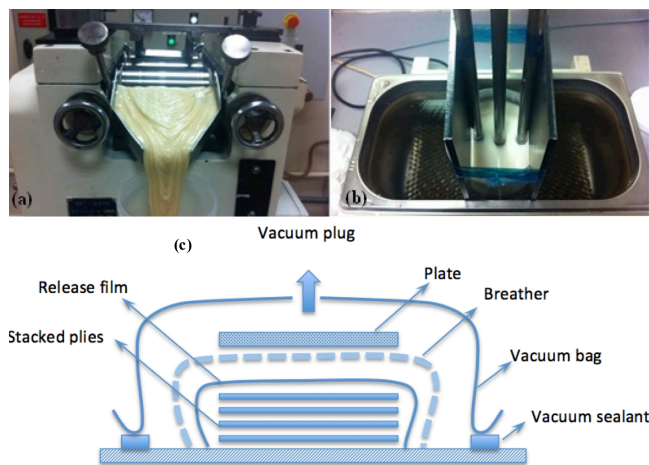 (a)
(b)
(c)
Vacuum plug
Release film
Plate
Breather
Stacked plies
Vacuum bag
Vacuum sealant